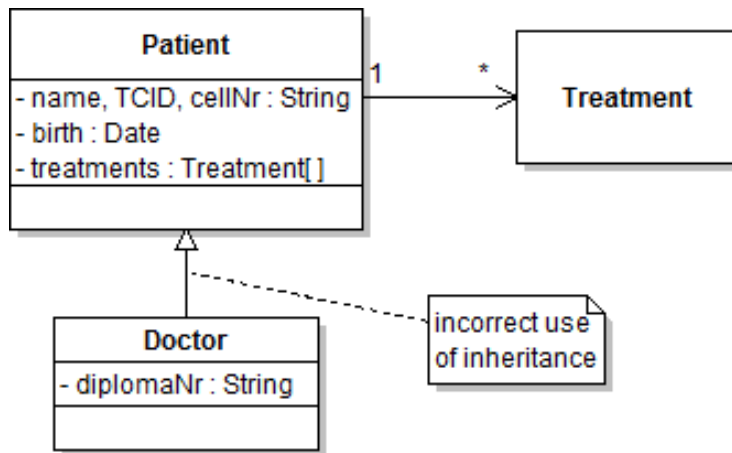 Patient
- name, TCID, cellNr : String
- birth : Date
- treatments : Treatment[ ]
1
*
Treatment
Doctor
- diplomaNr : String
incorrect use
of inheritance